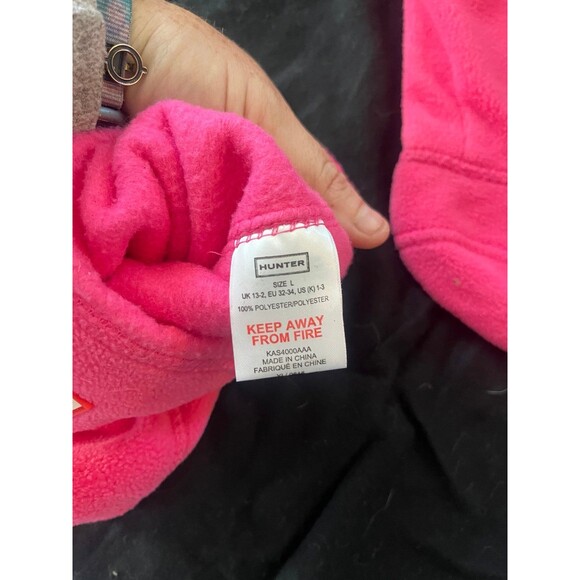 HUNTER
SIZE L
UK 13-2, EU 32-34, US (K) 1-3
100% POLYESTER/POLYESTER
KEEP AWAY
FROM FIRE
KAS4000AAA
MADE IN CHINA
FABRIQUÉ EN CHINE